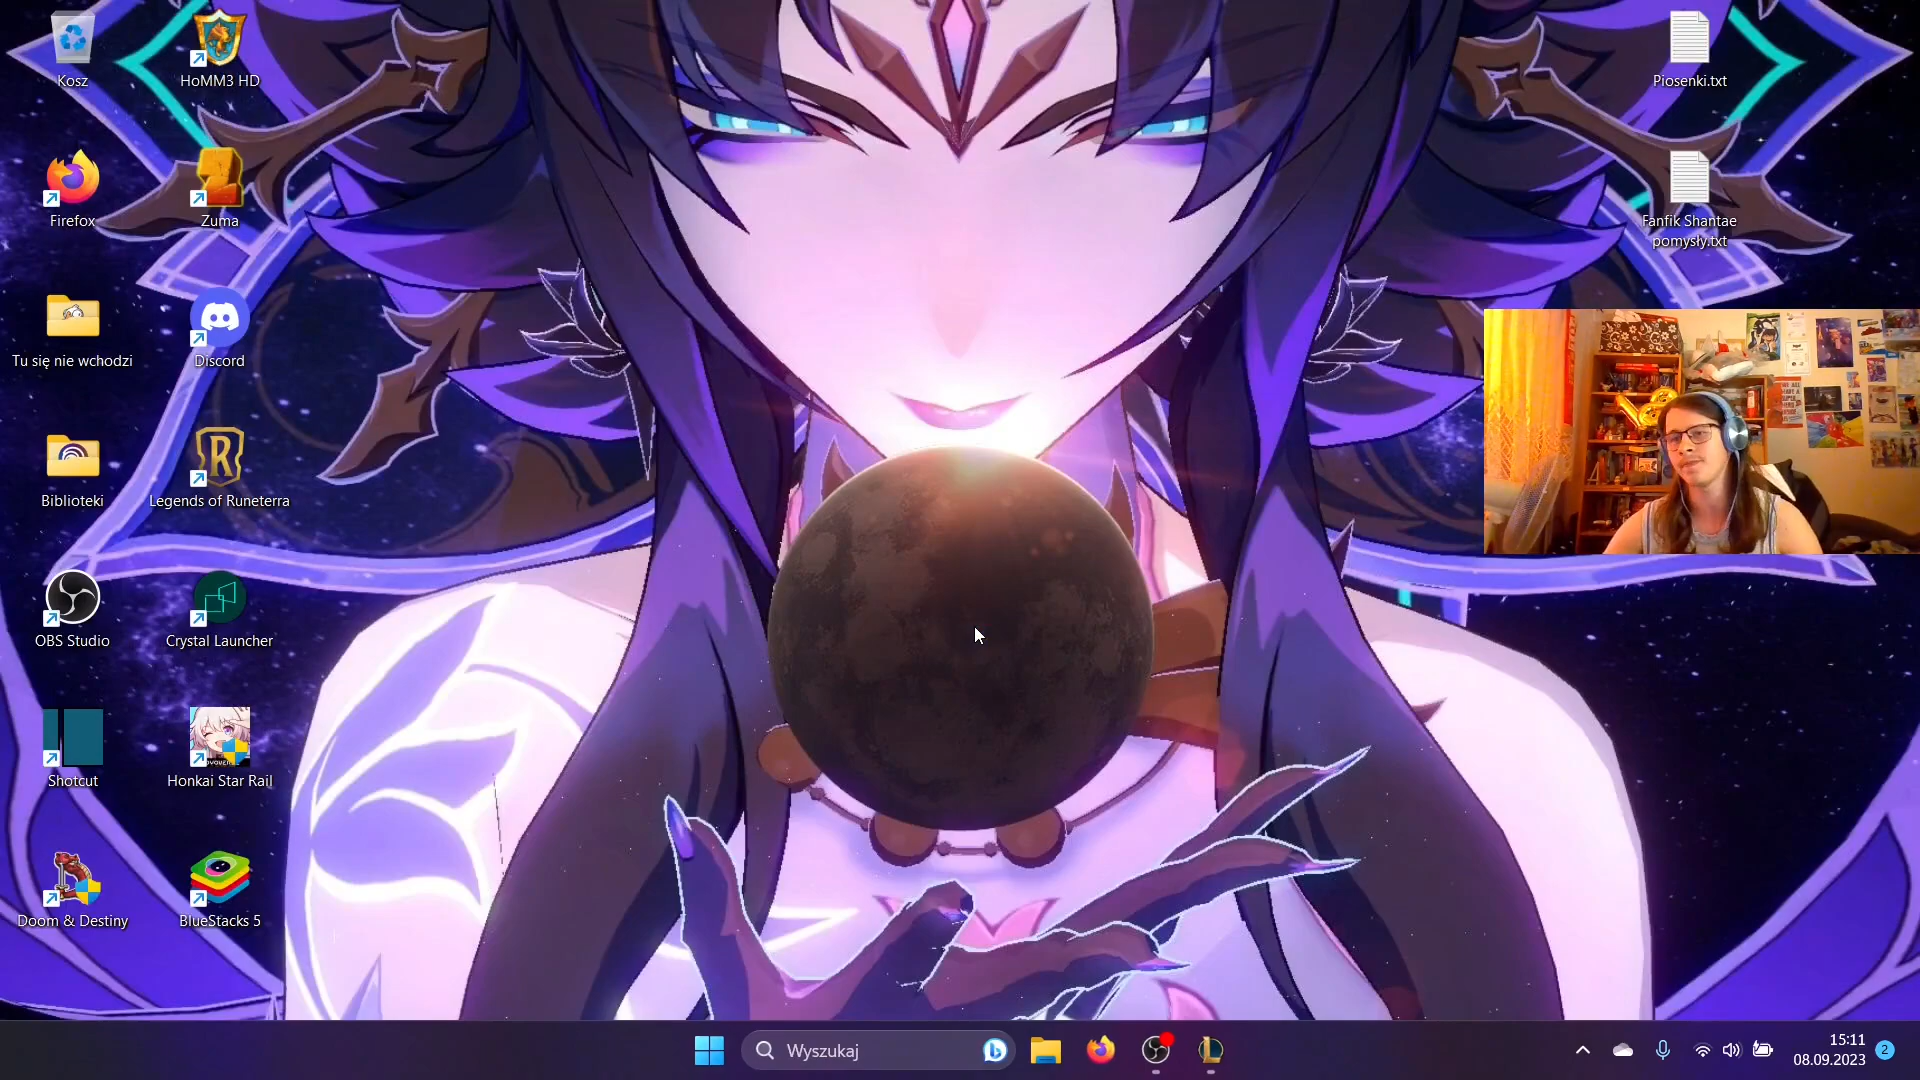 Kosz
HoMM3 HD
Firefox
Zuma
Tu się nie wchodzi
Discord
Biblioteki
Legends of Runeterra
OBS Studio
Crystal Launcher
Shotcut
Honkai Star Rail
Doom & Destiny
BlueStacks 5
Piosenki.txt
Fanfik Shantae
pomysły.txt
Wyszukaj
15:11
08.09.2023
2